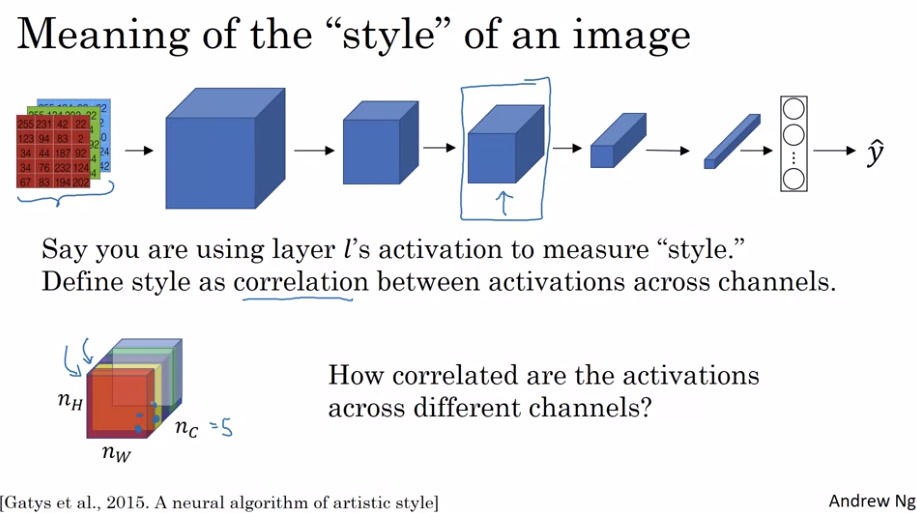 Meaning of the “style” of an image
255 231 42 22
123 94 83 2
34 44 187 92
34 76 232 124
67 83 194 202
ŷ
Say you are using layer l’s activation to measure “style.”
Define style as correlation between activations across channels.
How correlated are the activations
across different channels?
n_H
n_C =5
n_W
[Gatys et al., 2015. A neural algorithm of artistic style]
Andrew Ng